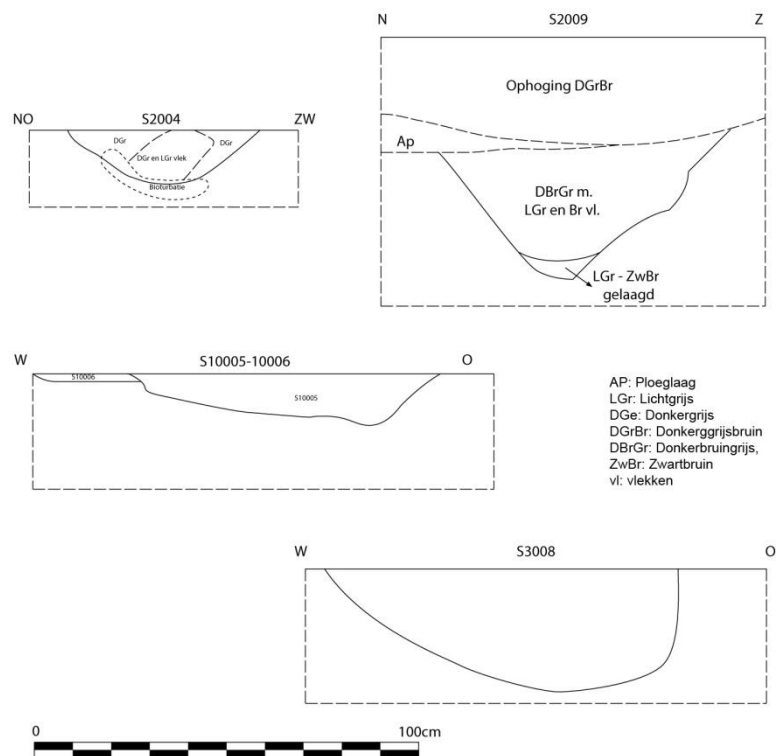 N S2009 Z
Ophoging DGrBr
Ap
DBrGr m.
LGr en Br vl.
LGr - ZwBr
gelaagd
NO S2004 ZW
DGr
DGr
DGr en LGr vlek
Bioturbatie
W S10005-10006 O
S10006
S10005
AP: Ploeglaag
LGr: Lichtgrijs
DGe: Donkergrijs
DGrBr: Donkerggrijsbruin
DBrGr: Donkerbruingrijs,
ZwBr: Zwartbruin
vl: vlekken
W S3008 O
0 100cm